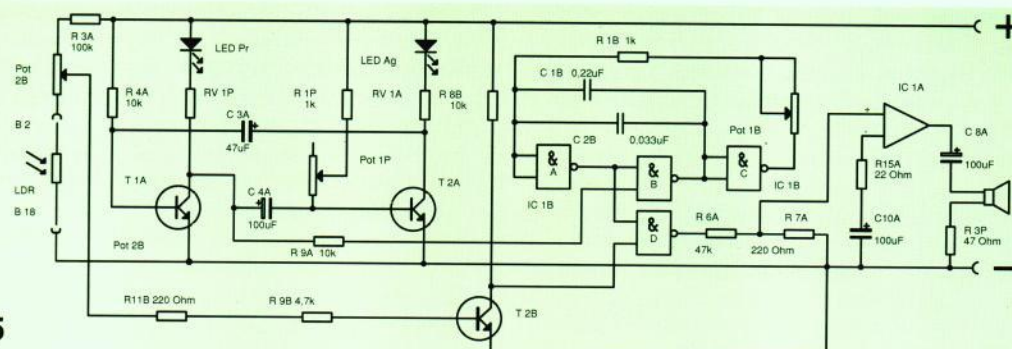 R 3A
100k
+
LED Pr
LED Ag
R 1B 1k
Pot
2B
R 4A
10k
RV 1P
R 1P
1k
RV 1A
R 8B
10k
C 1B 0,22uF
IC 1A
B 2
C 3A
+
47uF
C 2B
0,033uF
Pot 1B
+
C 8A
+
100uF
LDR
B 18
T 1A
Pot 1P
T 2A
&
A
IC 1B
&
B
&
C
IC 1B
R15A
22 Ohm
C 4A
+
100uF
&
D
R 6A
47k
R 7A
220 Ohm
C10A
+
100uF
R 3P
47 Ohm
Pot 2B
R 9A 10k
−
R11B 220 Ohm
R 9B 4,7k
T 2B
5